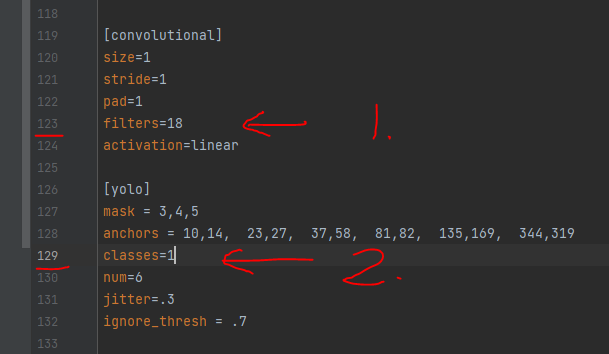 118
119 [convolutional]
120 size=1
121 stride=1
122 pad=1
123 filters=18 1.
124 activation=linear
125
126 [yolo]
127 mask = 3,4,5
128 anchors = 10,14,  23,27,  37,58,  81,82,  135,169,  344,319
129 classes=1
130 num=6 2.
131 jitter=.3
132 ignore_thresh = .7
133